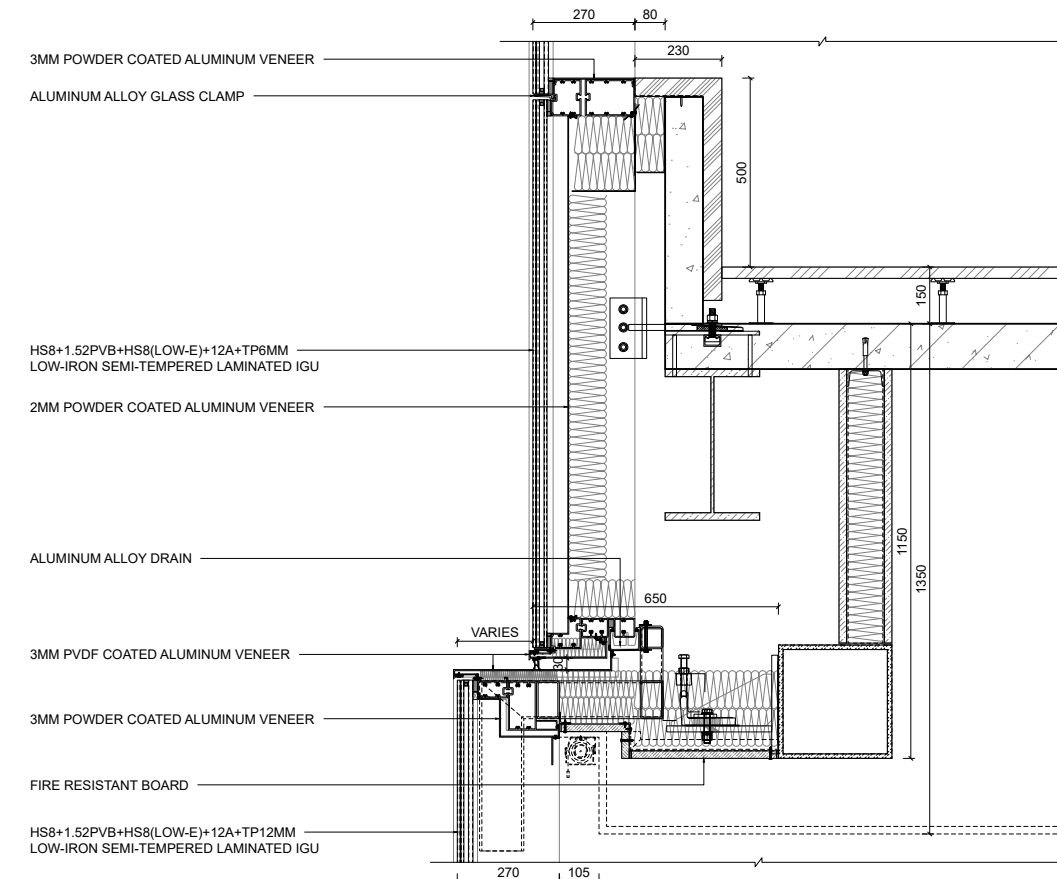 270
80
3MM POWDER COATED ALUMINUM VENEER
230
ALUMINUM ALLOY GLASS CLAMP
500
150
HS8+1.52PVB+HS8(LOW-E)+12A+TP6MM
LOW-IRON SEMI-TEMPERED LAMINATED IGU
2MM POWDER COATED ALUMINUM VENEER
1150
1350
ALUMINUM ALLOY DRAIN
650
VARIES
3MM PVDF COATED ALUMINUM VENEER
30
3MM POWDER COATED ALUMINUM VENEER
FIRE RESISTANT BOARD
HS8+1.52PVB+HS8(LOW-E)+12A+TP12MM
LOW-IRON SEMI-TEMPERED LAMINATED IGU
270
105